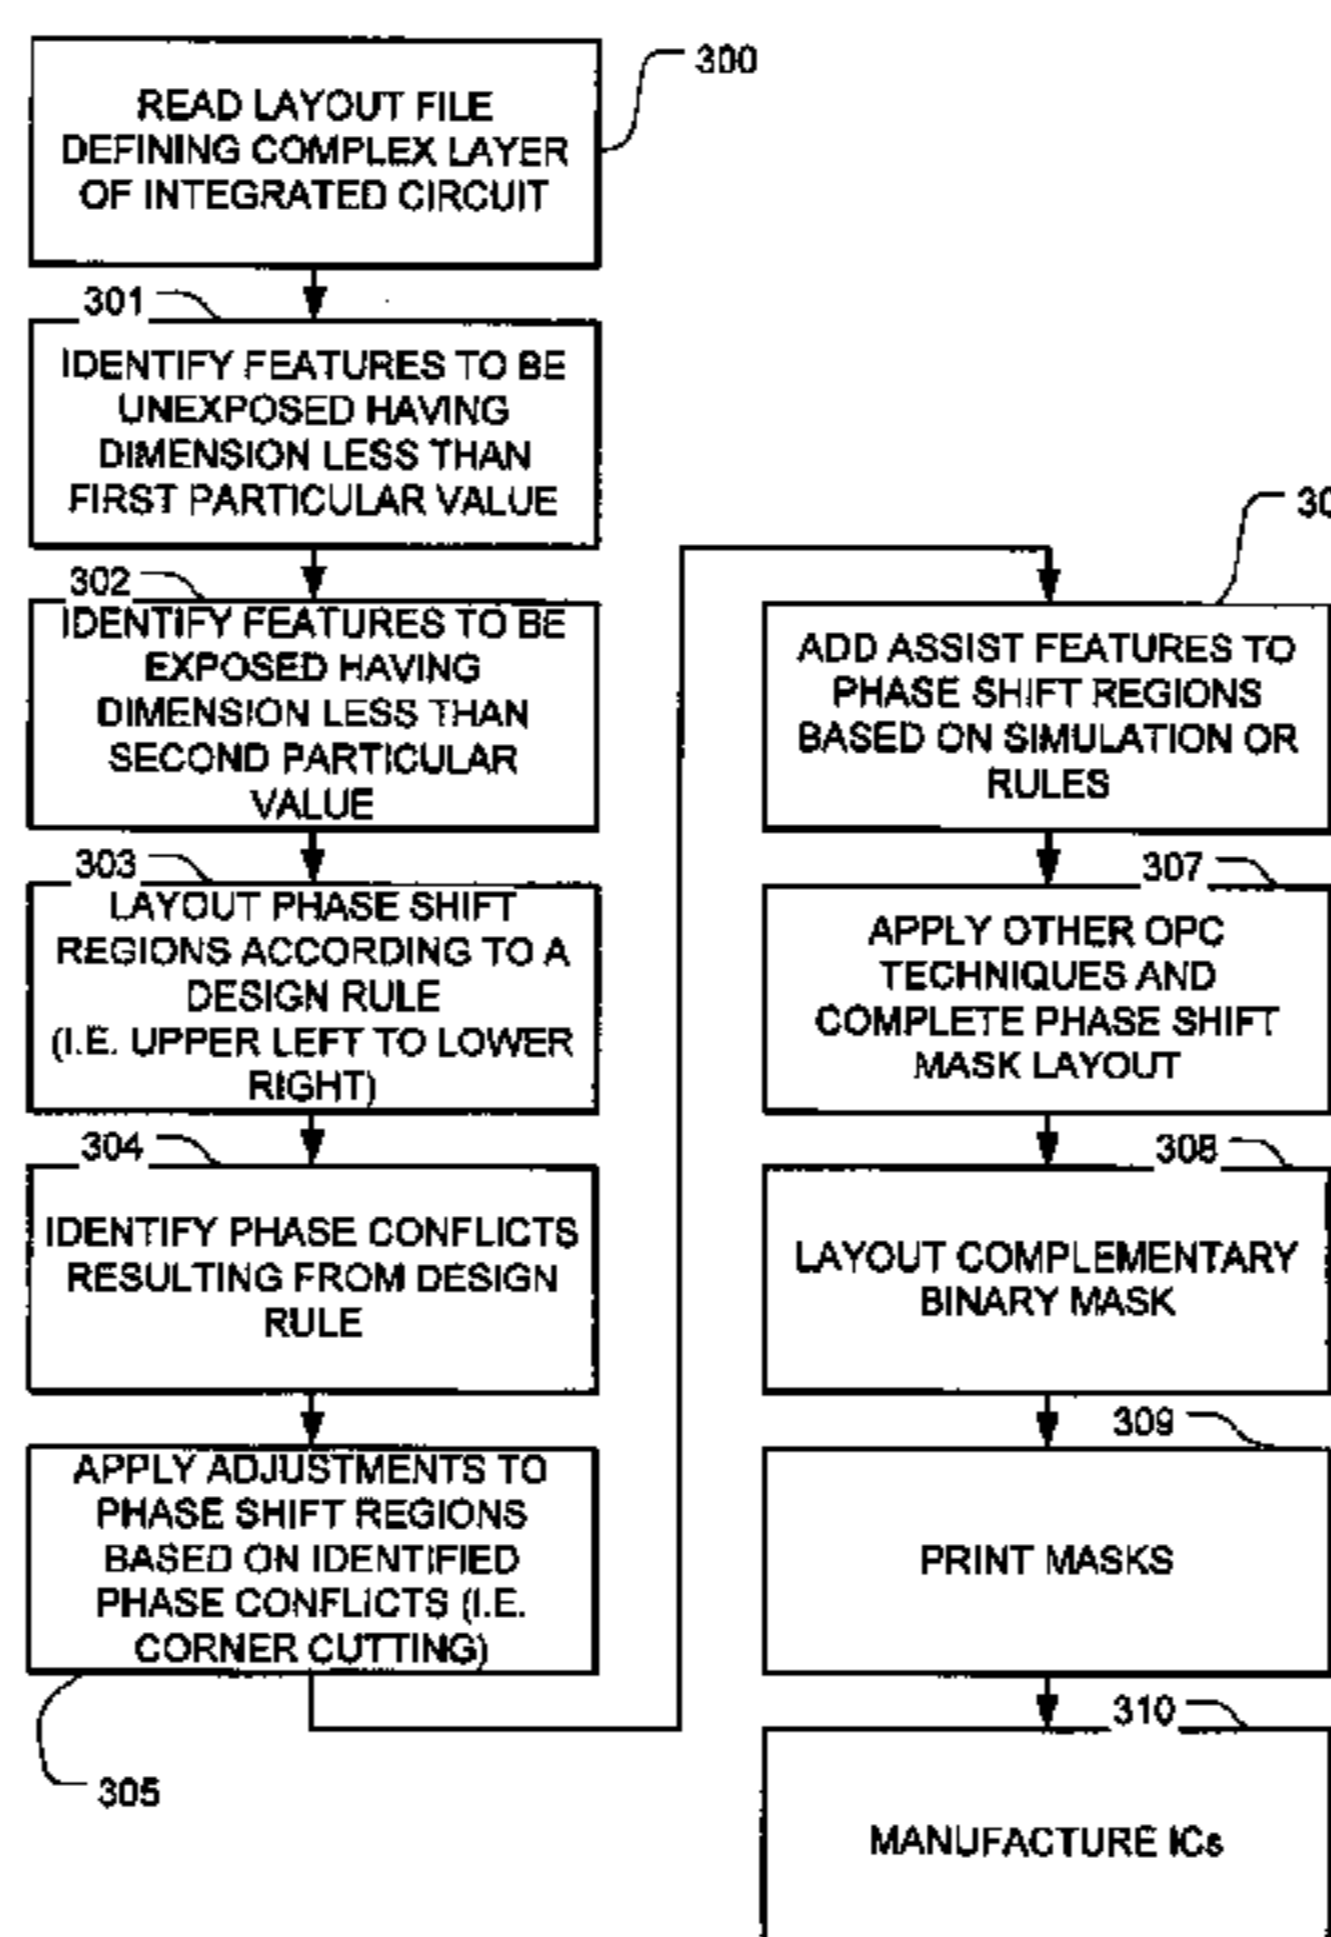 300
READ LAYOUT FILE
DEFINING COMPLEX LAYER
OF INTEGRATED CIRCUIT
301
IDENTIFY FEATURES TO BE
UNEXPOSED HAVING
DIMENSION LESS THAN
FIRST PARTICULAR VALUE
302
IDENTIFY FEATURES TO BE
EXPOSED HAVING
DIMENSION LESS THAN
SECOND PARTICULAR
VALUE
303
LAYOUT PHASE SHIFT
REGIONS ACCORDING TO A
DESIGN RULE
(I.E. UPPER LEFT TO LOWER
RIGHT)
304
IDENTIFY PHASE CONFLICTS
RESULTING FROM DESIGN
RULE
APPLY ADJUSTMENTS TO
PHASE SHIFT REGIONS
BASED ON IDENTIFIED
PHASE CONFLICTS (I.E.
CORNER CUTTING)
305
ADD ASSIST FEATURES TO
PHASE SHIFT REGIONS
BASED ON SIMULATION OR
RULES
307
APPLY OTHER OPC
TECHNIQUES AND
COMPLETE PHASE SHIFT
MASK LAYOUT
308
LAYOUT COMPLEMENTARY
BINARY MASK
309
PRINT MASKS
310
MANUFACTURE ICs